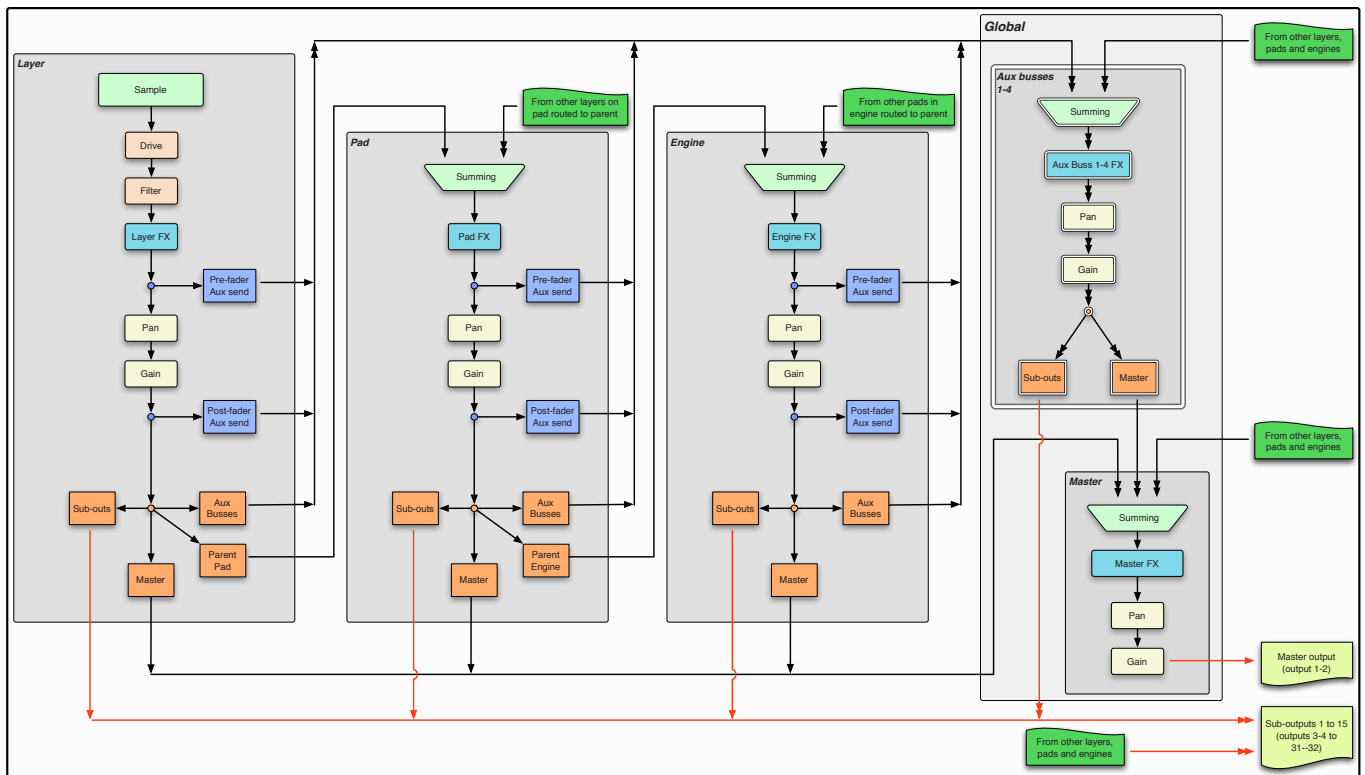 Layer
Sample
Drive
Filter
Layer FX
Pre-fader
Aux send
Pan
Gain
Post-fader
Aux send
Sub-outs
Aux
Busses
Parent
Pad
Master
From other layers on
pad routed to parent
Pad
Summing
Pad FX
Pre-fader
Aux send
Pan
Gain
Post-fader
Aux send
Sub-outs
Aux
Busses
Parent
Engine
Master
From other pads in
engine routed to parent
Engine
Summing
Engine FX
Pre-fader
Aux send
Pan
Gain
Post-fader
Aux send
Sub-outs
Aux
Busses
Master
Global
From other layers,
pads and engines
Aux busses
1-4
Summing
Aux Buss 1-4 FX
Pan
Gain
Sub-outs
Master
From other layers,
pads and engines
Master
Summing
Master FX
Pan
Gain
Master output
(output 1-2)
Sub-outputs 1 to 15
(outputs 3-4 to
31--32)
From other layers,
pads and engines